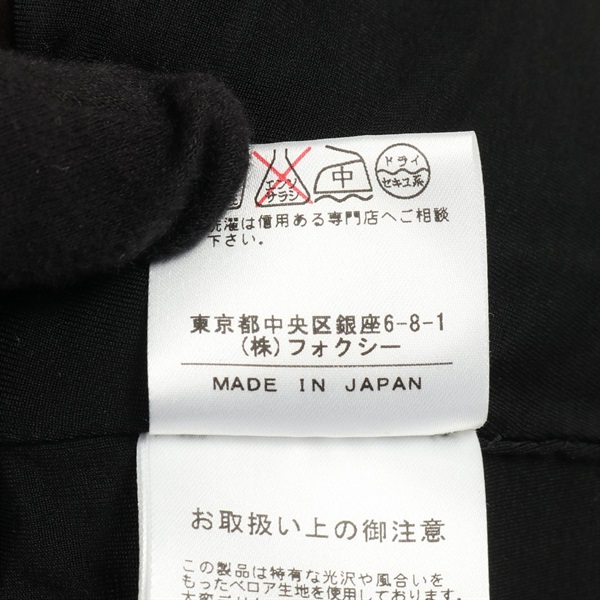 エンソ
サラシ
中
ドライ
セキユ系
洗濯は信用ある専門店へご相談
下さい。
東京都中央区銀座6-8-1
(株)フォクシー
MADE IN JAPAN
お取扱い上の御注意
この製品は特有な光沢や風合いを
もったベロア生地を使用しております。